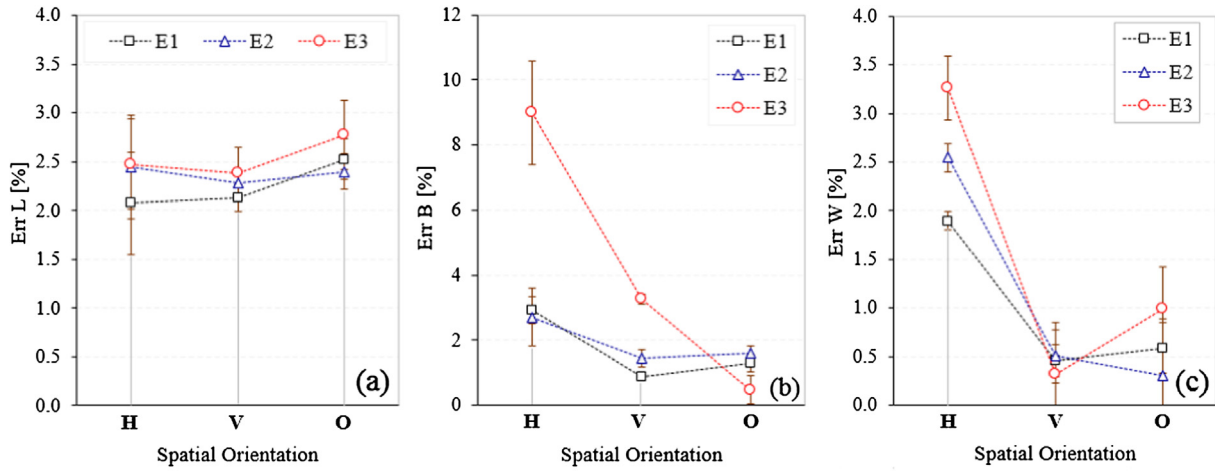 4.0
3.5
3.0
2.5
2.0
1.5
1.0
0.5
0.0
Err L [%]
E1 E2 E3
(a)
H V O
Spatial Orientation
12
10
8
6
4
2
0
Err B [%]
E1
E2
E3
(b)
H V O
Spatial Orientation
4.0
3.5
3.0
2.5
2.0
1.5
1.0
0.5
0.0
Err W [%]
E1
E2
E3
(c)
H V O
Spatial Orientation